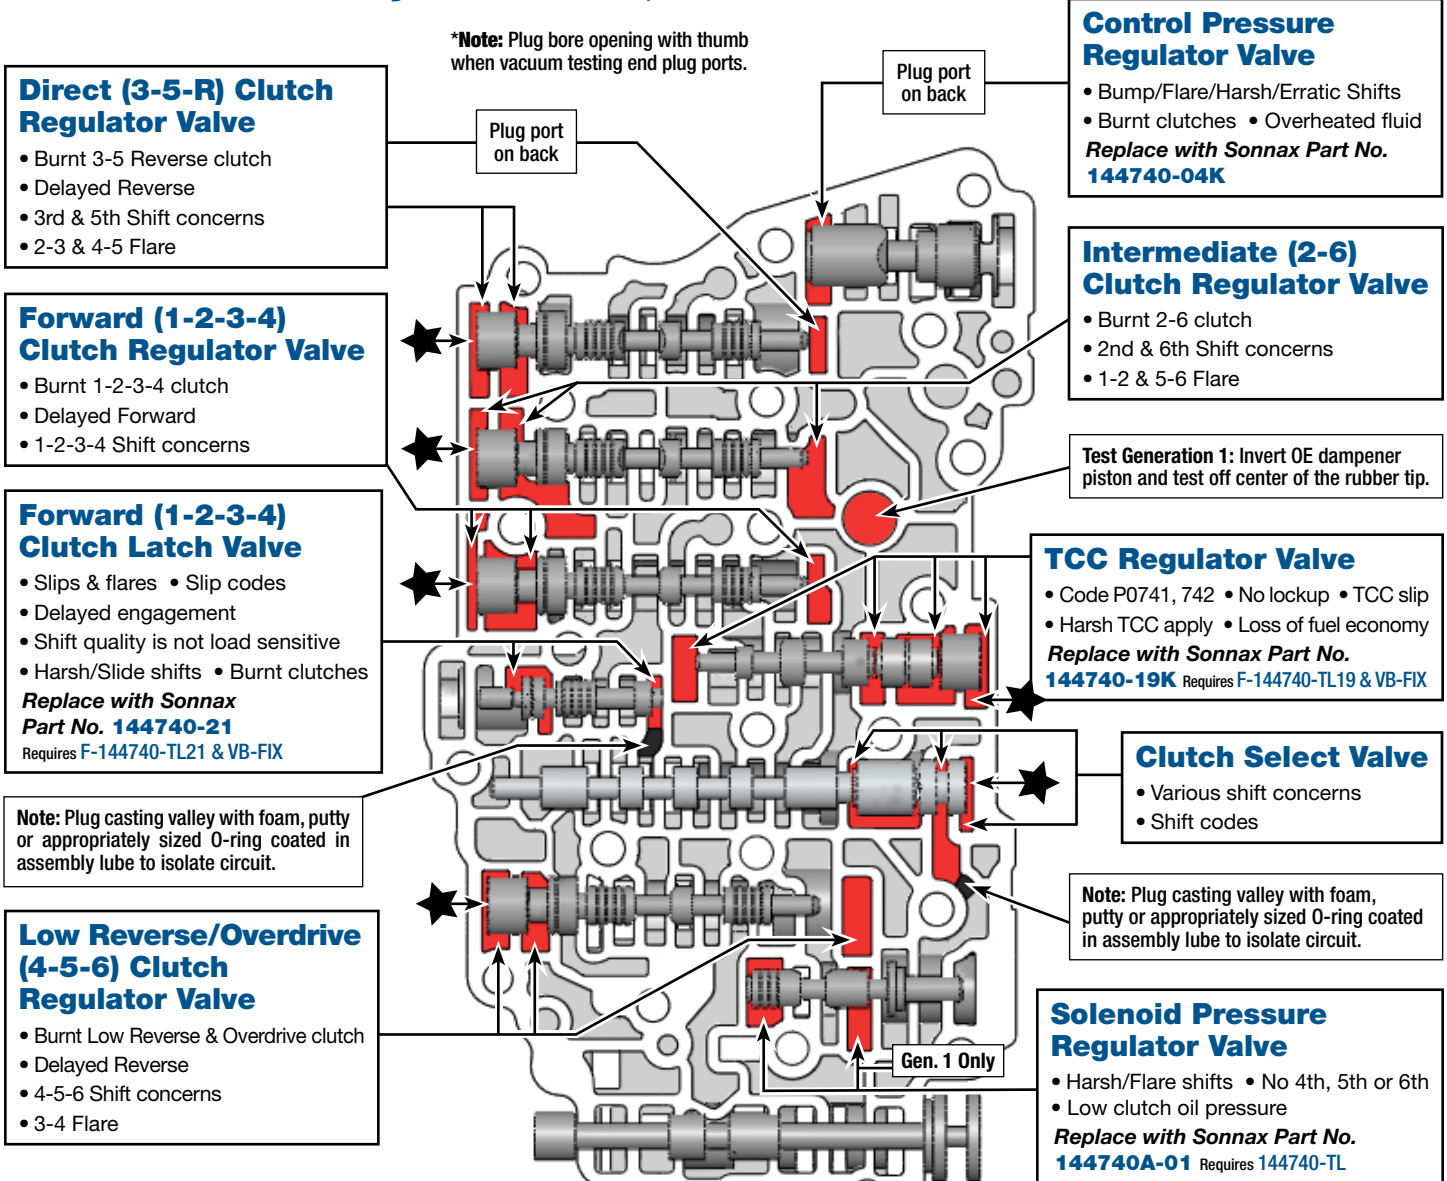 *Note: Plug bore opening with thumb
when vacuum testing end plug ports.
Direct (3-5-R) Clutch
Regulator Valve
• Burnt 3-5 Reverse clutch
• Delayed Reverse
• 3rd & 5th Shift concerns
• 2-3 & 4-5 Flare
Plug port
on back
Plug port
on back
Control Pressure
Regulator Valve
• Bump/Flare/Harsh/Erratic Shifts
• Burnt clutches • Overheated fluid
Replace with Sonnax Part No.
144740-04K
Forward (1-2-3-4)
Clutch Regulator Valve
• Burnt 1-2-3-4 clutch
• Delayed Forward
• 1-2-3-4 Shift concerns
Intermediate (2-6)
Clutch Regulator Valve
• Burnt 2-6 clutch
• 2nd & 6th Shift concerns
• 1-2 & 5-6 Flare
Test Generation 1: Invert OE dampener
piston and test off center of the rubber tip.
Forward (1-2-3-4)
Clutch Latch Valve
• Slips & flares • Slip codes
• Delayed engagement
• Shift quality is not load sensitive
• Harsh/Slide shifts • Burnt clutches
Replace with Sonnax
Part No. 144740-21
Requires F-144740-TL21 & VB-FIX
TCC Regulator Valve
• Code P0741, 742 • No lockup • TCC slip
• Harsh TCC apply • Loss of fuel economy
Replace with Sonnax Part No.
144740-19K Requires F-144740-TL19 & VB-FIX
Clutch Select Valve
• Various shift concerns
• Shift codes
Note: Plug casting valley with foam, putty
or appropriately sized O-ring coated in
assembly lube to isolate circuit.
Note: Plug casting valley with foam,
putty or appropriately sized O-ring coated
in assembly lube to isolate circuit.
Low Reverse/Overdrive
(4-5-6) Clutch
Regulator Valve
• Burnt Low Reverse & Overdrive clutch
• Delayed Reverse
• 4-5-6 Shift concerns
• 3-4 Flare
Gen. 1 Only
Solenoid Pressure
Regulator Valve
• Harsh/Flare shifts • No 4th, 5th or 6th
• Low clutch oil pressure
Replace with Sonnax Part No.
144740A-01 Requires 144740-TL